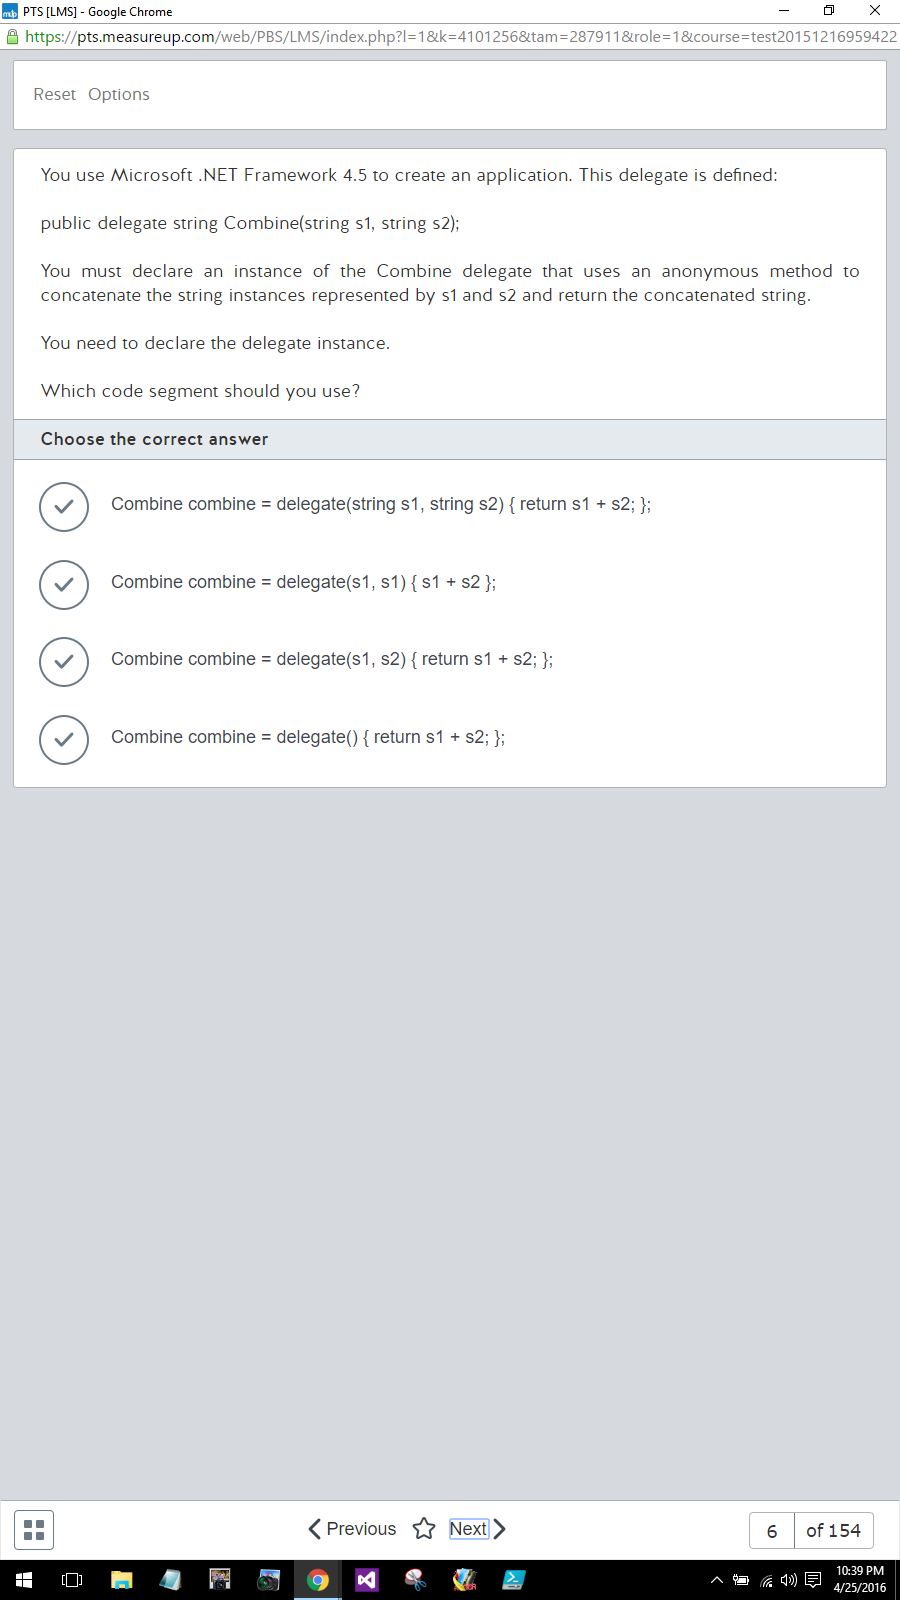 PTS [LMS] - Google Chrome
https://pts.measureup.com/web/PBS/LMS/index.php?l=1&k=4101256&tam=287911&role=1&course=test20151216959422
Reset Options
You use Microsoft .NET Framework 4.5 to create an application. This delegate is defined:
public delegate string Combine(string s1, string s2);
You must declare an instance of the Combine delegate that uses an anonymous method to
concatenate the string instances represented by s1 and s2 and return the concatenated string.
You need to declare the delegate instance.
Which code segment should you use?
Choose the correct answer
Combine combine = delegate(string s1, string s2) { return s1 + s2; };
Combine combine = delegate(s1, s1) { s1 + s2 };
Combine combine = delegate(s1, s2) { return s1 + s2; };
Combine combine = delegate() { return s1 + s2; };
Previous Next 6 of 154
10:39 PM
4/25/2016